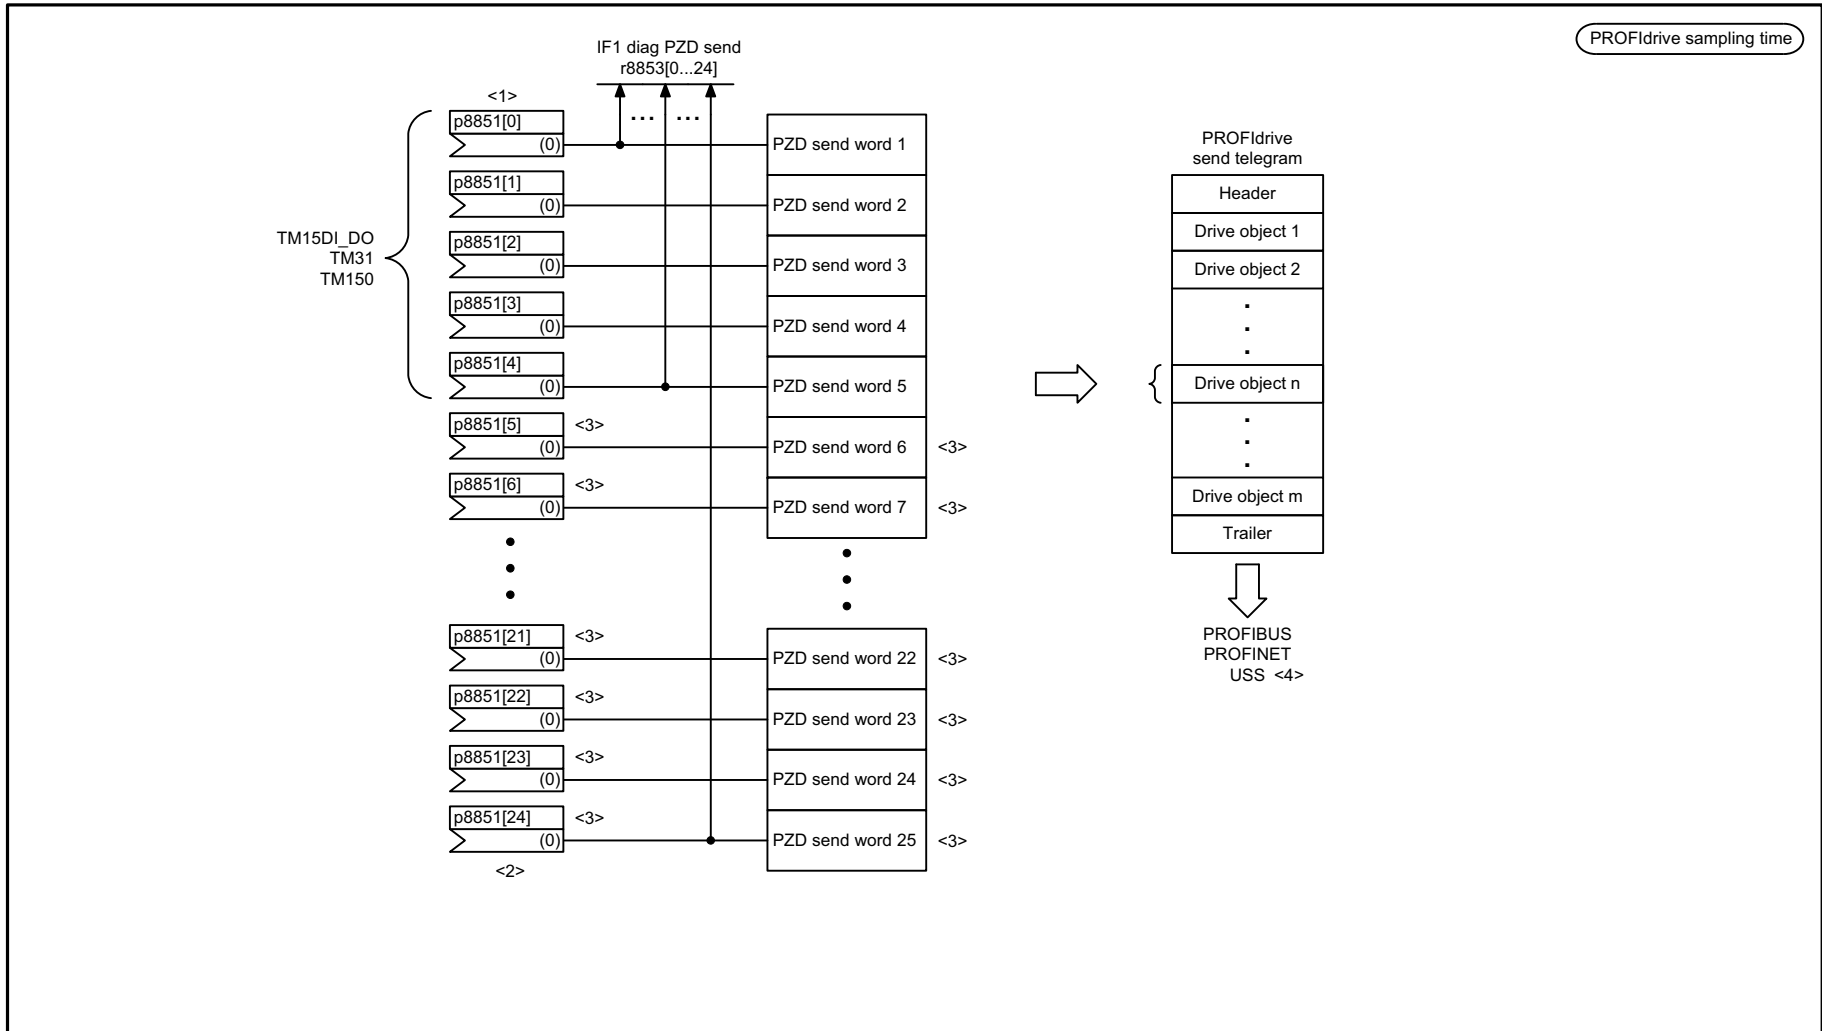 PROFIdrive sampling time
IF1 diag PZD send
r8853[0...24]
<1>
p8851[0]
(0)
PZD send word 1
p8851[1]
(0)
PZD send word 2
p8851[2]
(0)
PZD send word 3
p8851[3]
(0)
PZD send word 4
p8851[4]
(0)
PZD send word 5
TM15DI_DO
TM31
TM150
p8851[5] <3>
(0)
PZD send word 6 <3>
p8851[6] <3>
(0)
PZD send word 7 <3>
p8851[21] <3>
(0)
PZD send word 22 <3>
p8851[22] <3>
(0)
PZD send word 23 <3>
p8851[23] <3>
(0)
PZD send word 24 <3>
p8851[24] <3>
(0)
PZD send word 25 <3>
<2>
PROFIdrive
send telegram
Header
Drive object 1
Drive object 2
Drive object n
Drive object m
Trailer
PROFIBUS
PROFINET
USS <4>